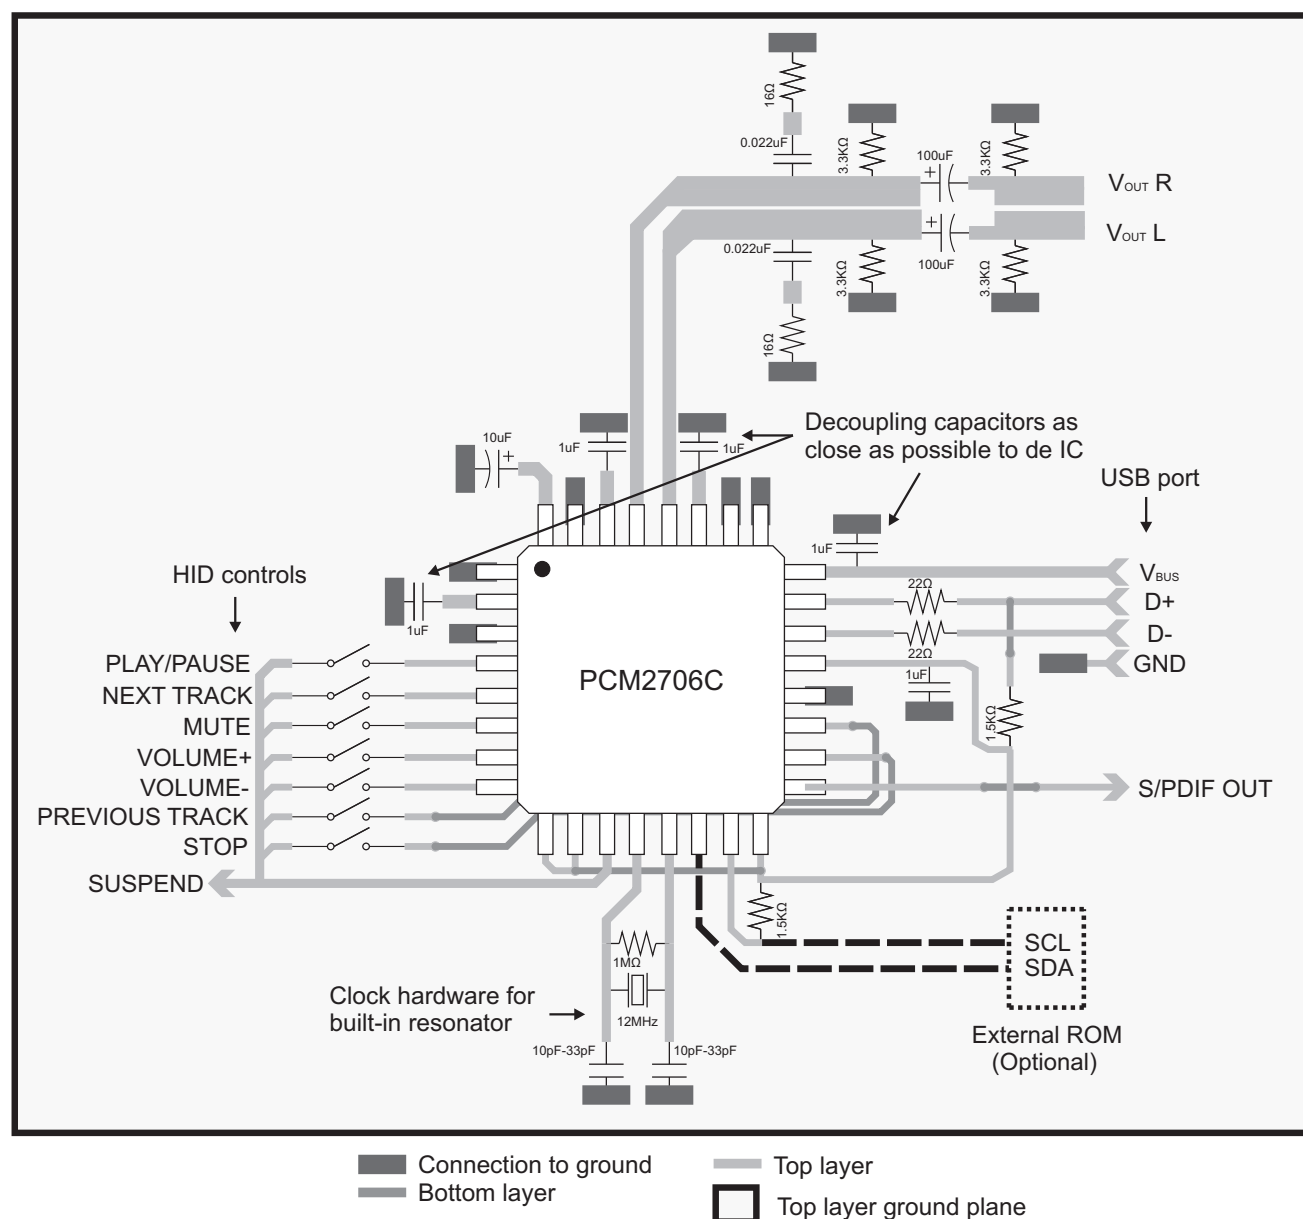 16Ω
0.022uF
3.3KΩ
100uF
3.3KΩ
VOUT R
VOUT L
0.022uF
3.3KΩ
100uF
3.3KΩ
16Ω
10uF
1uF
1uF
Decoupling capacitors as
close as possible to de IC
USB port
1uF
HID controls
1uF
22Ω
VBUS
D+
D-
22Ω
GND
1uF
PCM2706C
1.5KΩ
PLAY/PAUSE
NEXT TRACK
MUTE
VOLUME+
VOLUME-
PREVIOUS TRACK
STOP
SUSPEND
S/PDIF OUT
1.5KΩ
SCL
SDA
External ROM
(Optional)
1MΩ
12MHz
Clock hardware for
built-in resonator
10pF-33pF
10pF-33pF
Connection to ground
Bottom layer
Top layer
Top layer ground plane